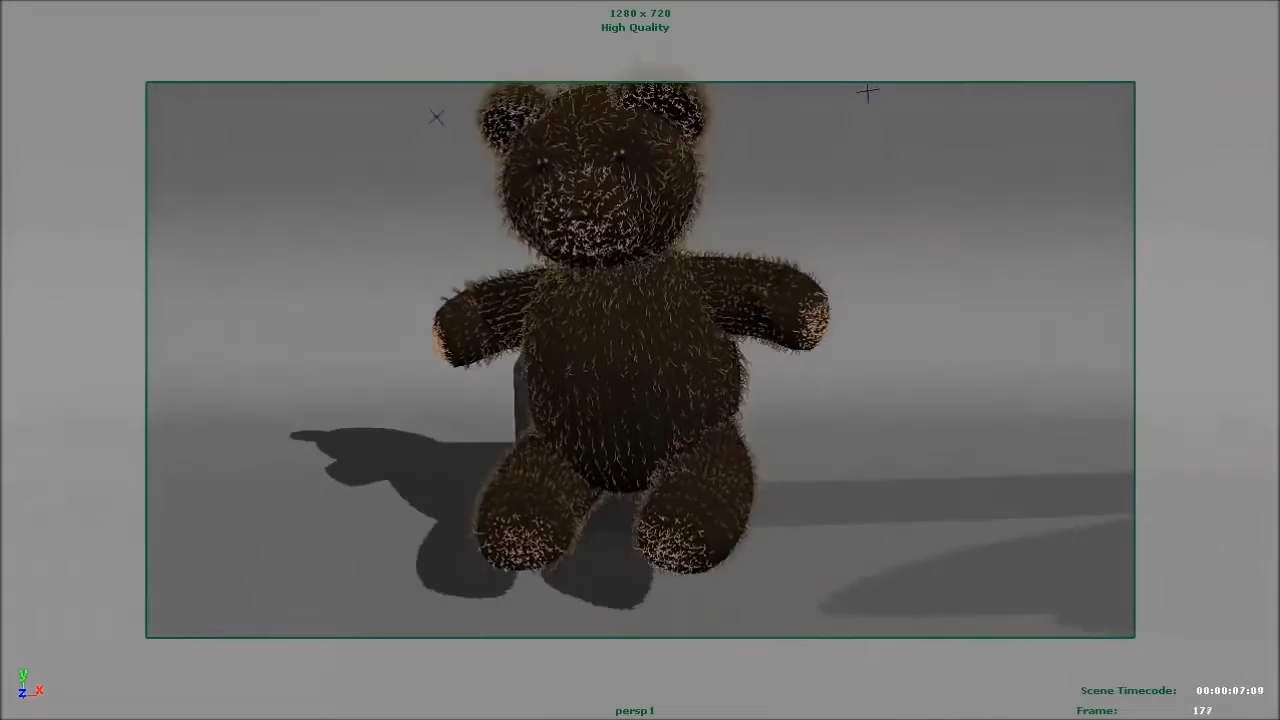 1280 x 720
High Quality
y
z x
Scene Timecode: 00:00:07:09
persp1
Frame: 177